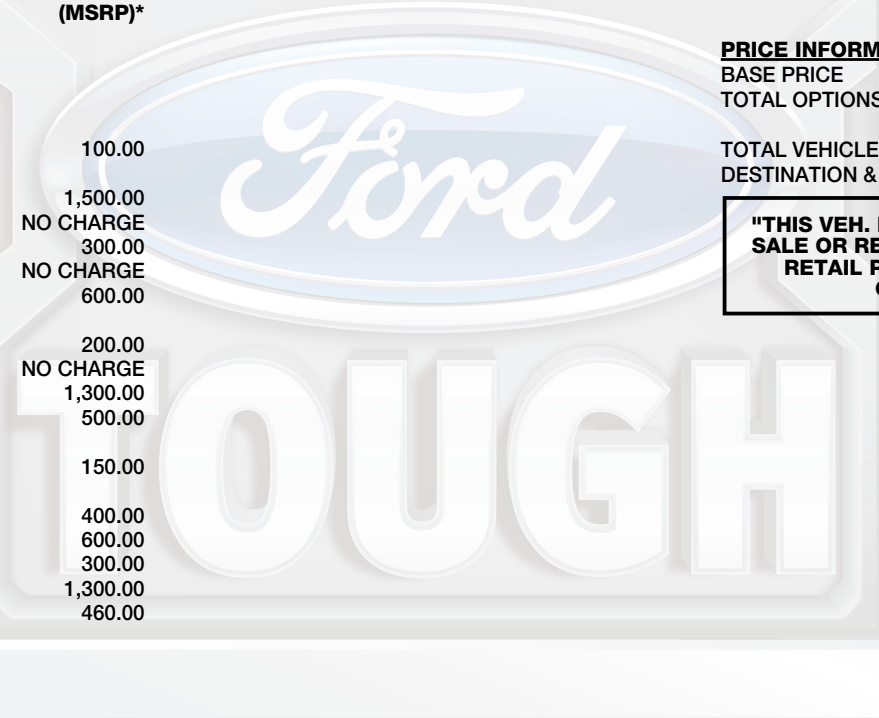 (MSRP)*
100.00
1,500.00
NO CHARGE
300.00
NO CHARGE
600.00
200.00
NO CHARGE
1,300.00
500.00
150.00
400.00
600.00
300.00
1,300.00
460.00
PRICE INFORM
BASE PRICE
TOTAL OPTIONS
TOTAL VEHICLE
DESTINATION &
"THIS VEH.
SALE OR RE
RETAIL P
Ford
TOUGH